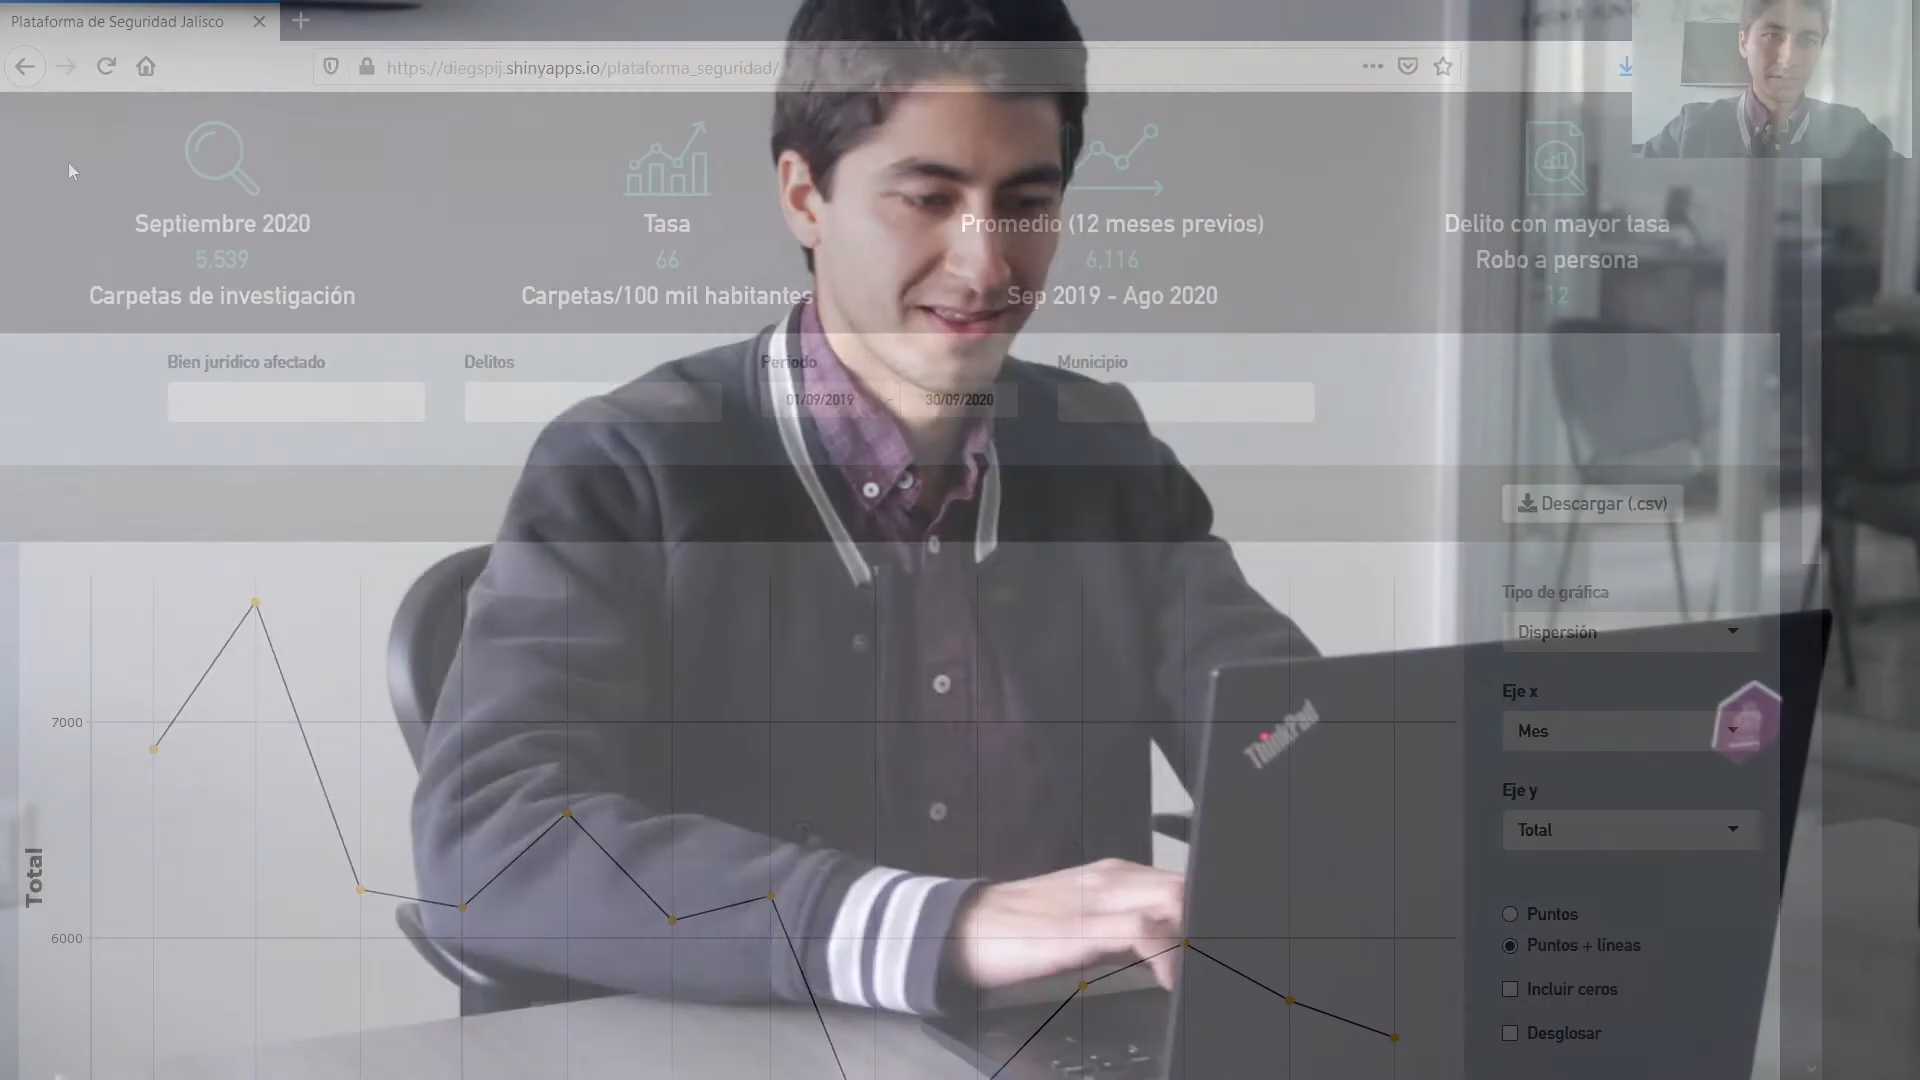 Plataforma de Seguridad Jalisco
https://diegspij.shinyapps.io/plataforma_seguridad/
Septiembre 2020
5,539
Carpetas de investigación
Tasa
66
Carpetas/100 mil habitantes
Promedio (12 meses previos)
6,116
Sep 2019 - Ago 2020
Delito con mayor tasa
Robo a persona
12
Bien jurídico afectado
Delitos
Periodo
Municipio
01/09/2019 - 30/09/2020
Descargar (.csv)
Tipo de gráfica
Dispersión
Eje x
Mes
Eje y
Total
Puntos
Puntos + líneas
Incluir ceros
Desglosar
7000
6000
Total
ThinkPad